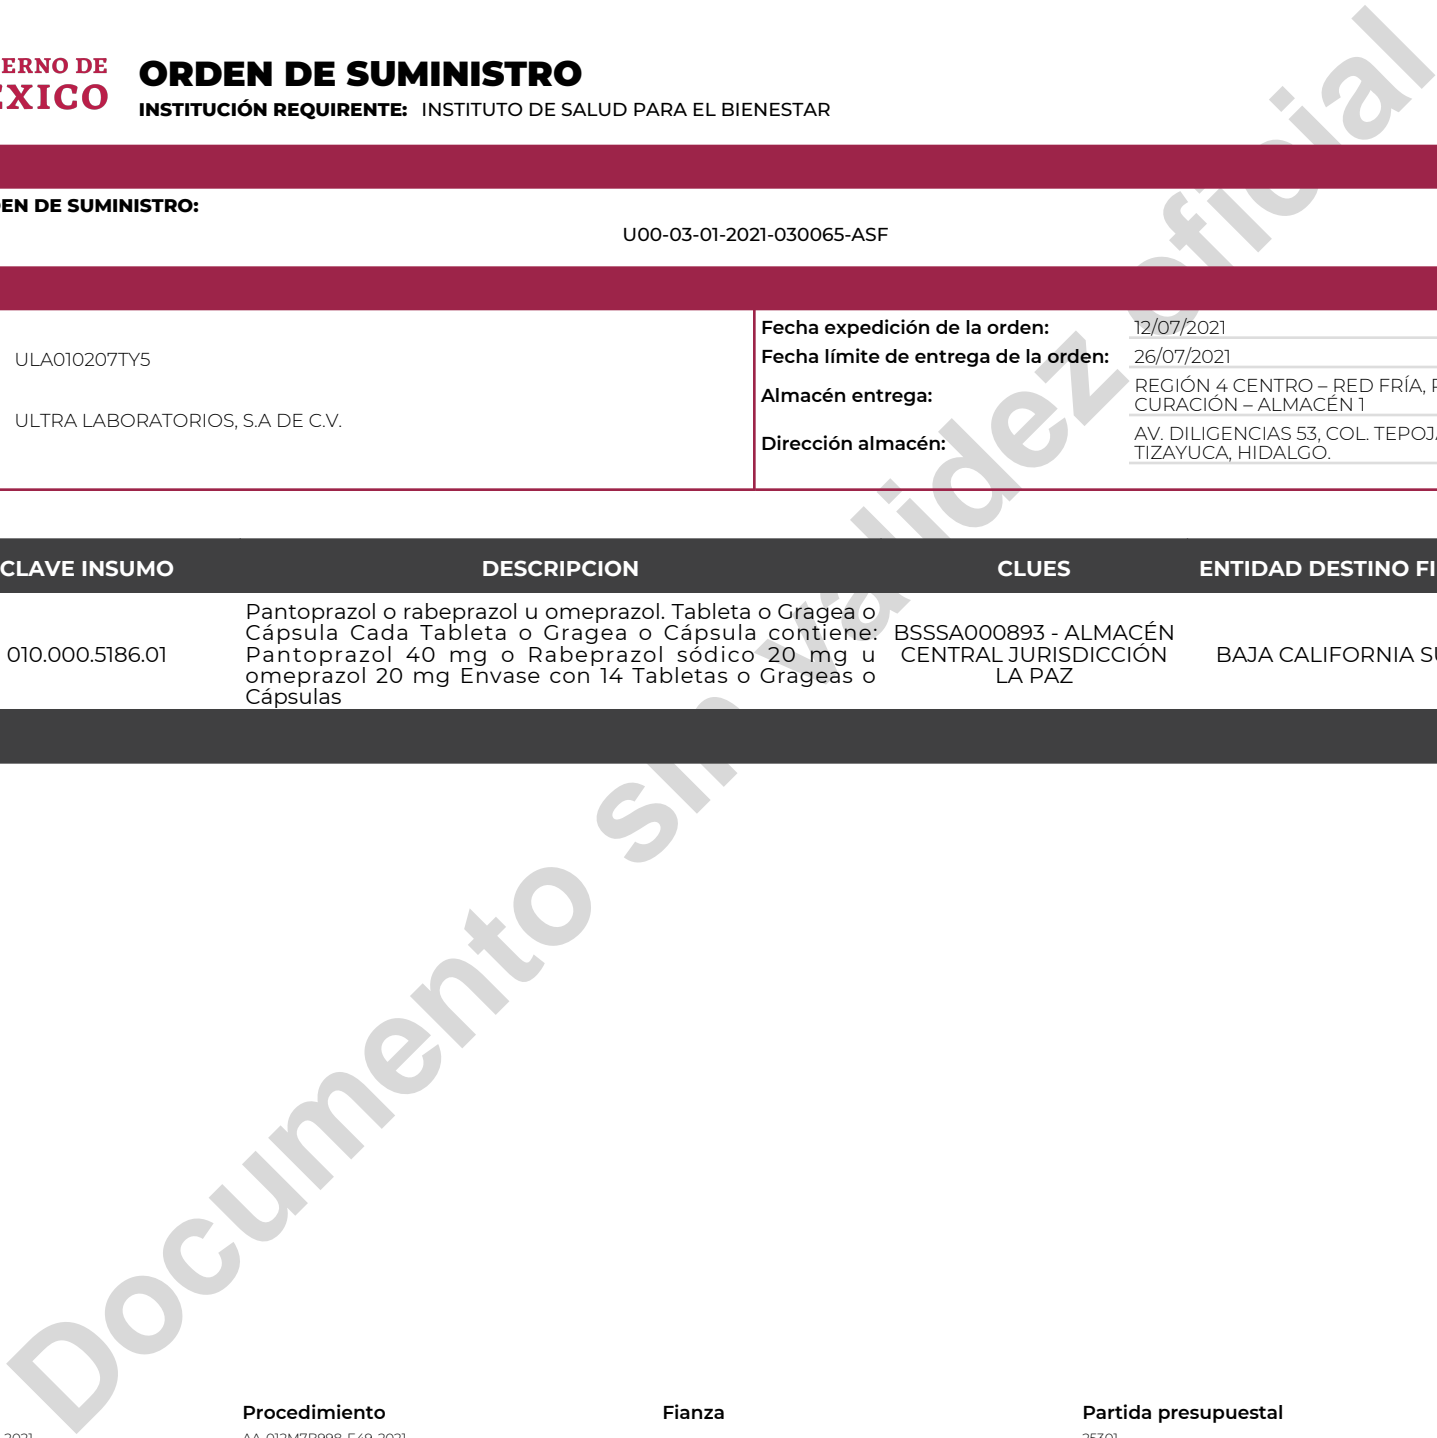 ERNO DE
ORDEN DE SUMINISTRO
INSTITUCIÓN REQUIRENTE: INSTITUTO DE SALUD PARA EL BIENESTAR
EN DE SUMINISTRO:
U00-03-01-2021-030065-ASF
ULA010207TY5
ULTRA LABORATORIOS, S.A DE C.V.
Fecha expedición de la orden: 12/07/2021
Fecha límite de entrega de la orden: 26/07/2021
Almacén entrega: REGIÓN 4 CENTRO – RED FRÍA,
CURACIÓN – ALMACÉN 1
Dirección almacén: AV. DILIGENCIAS 53, COL. TEPOJ
TIZAYUCA, HIDALGO.
CLAVE INSUMO DESCRIPCION CLUES ENTIDAD DESTINO FI
010.000.5186.01
Pantoprazol o rabeprazol u omeprazol. Tableta o Gragea o
Cápsula Cada Tableta o Gragea o Cápsula contiene:
Pantoprazol 40 mg o Rabeprazol sódico 20 mg u
omeprazol 20 mg Envase con 14 Tabletas o Grageas o
Cápsulas
BSSSA000893 - ALMACÉN
CENTRAL JURISDICCIÓN
LA PAZ
BAJA CALIFORNIA S
Documento sin validez oficial
Procedimiento Fianza Partida presupuestal